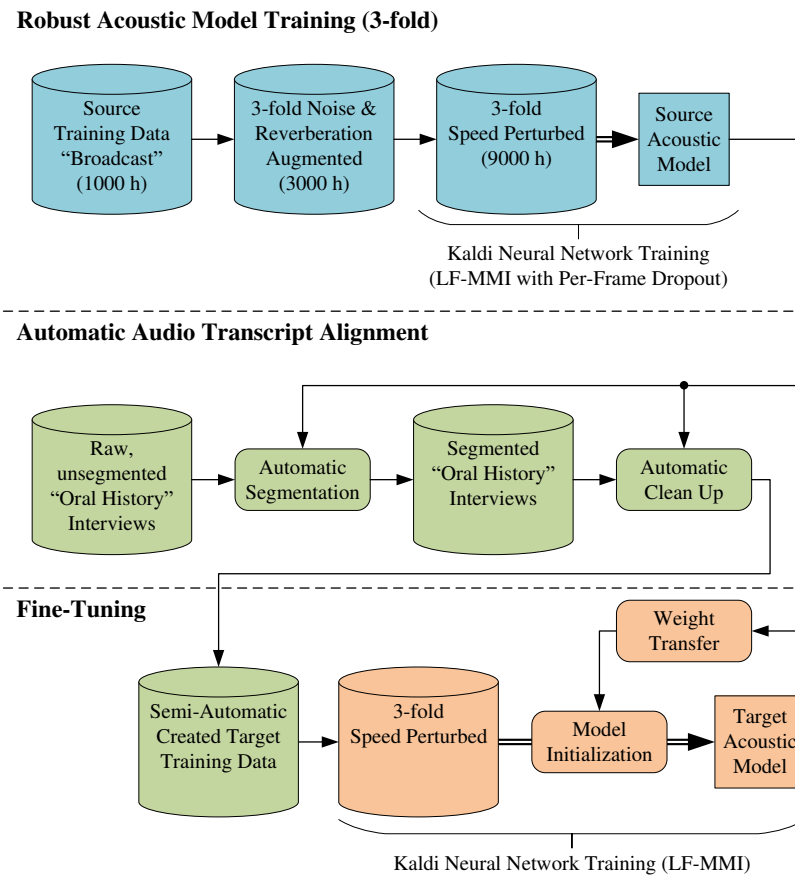 Robust Acoustic Model Training (3-fold)
Source
Training Data
“Broadcast”
(1000 h)
3-fold Noise &
Reverberation
Augmented
(3000 h)
3-fold
Speed Perturbed
(9000 h)
Source
Acoustic
Model
Kaldi Neural Network Training
(LF-MMI with Per-Frame Dropout)
Automatic Audio Transcript Alignment
Raw,
unsegmented
“Oral History”
Interviews
Automatic
Segmentation
Segmented
“Oral History”
Interviews
Automatic
Clean Up
Fine-Tuning
Weight
Transfer
Semi-Automatic
Created Target
Training Data
3-fold
Speed Perturbed
Model
Initialization
Target
Acoustic
Model
Kaldi Neural Network Training (LF-MMI)